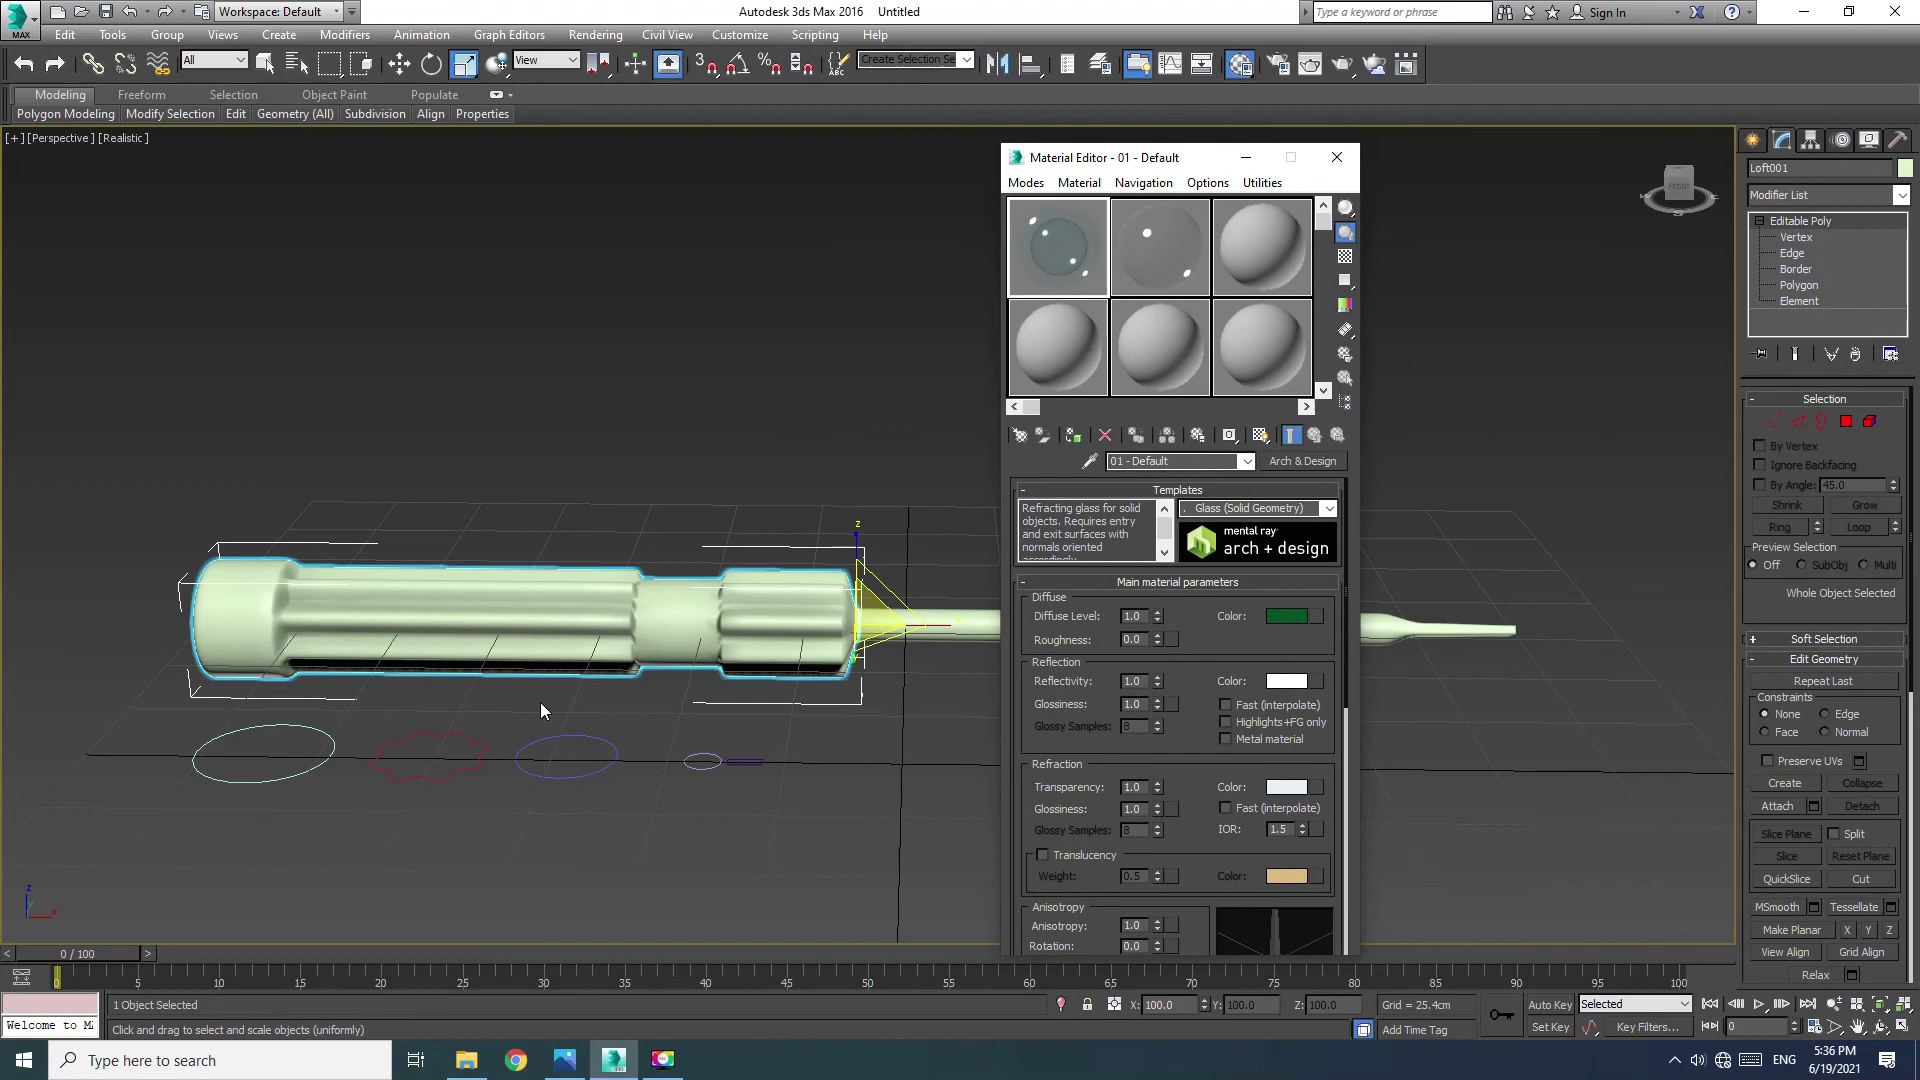 Workspace: Default
Autodesk 3ds Max 2016 Untitled
Type a keyword or phrase
Sign In
MAX
Edit Tools Group Views Create Modifiers Animation Graph Editors Rendering Civil View Customize Scripting Help
All
View
Create Selection Se
Modeling Freeform Selection Object Paint Populate
Polygon Modeling Modify Selection Edit Geometry (All) Subdivision Align Properties
[+] [Perspective] [Realistic]
FRONT
Material Editor - 01 - Default
Modes Material Navigation Options Utilities
01 - Default
Arch & Design
Templates
Refracting glass for solid
objects. Requires entry
and exit surfaces with
normals oriented
accordingly.
. Glass (Solid Geometry)
mental ray
arch + design
Main material parameters
Diffuse
Diffuse Level: 1.0 Color:
Roughness: 0.0
Reflection
Reflectivity: 1.0 Color:
Glossiness: 1.0 Fast (interpolate)
Glossy Samples: 8 Highlights+FG only
Metal material
Refraction
Transparency: 1.0 Color:
Glossiness: 1.0 Fast (interpolate)
Glossy Samples: 8 IOR: 1.5
Translucency
Weight: 0.5 Color:
Anisotropy
Anisotropy: 1.0
Rotation: 0.0
Loft001
Modifier List
Editable Poly
Vertex
Edge
Border
Polygon
Element
Selection
By Vertex
Ignore Backfacing
By Angle: 45.0
Shrink Grow
Ring Loop
Preview Selection
Off SubObj Multi
Whole Object Selected
Soft Selection
Edit Geometry
Repeat Last
Constraints
None Edge
Face Normal
Preserve UVs
Create Collapse
Attach Detach
Slice Plane Split
Slice Reset Plane
QuickSlice Cut
MSmooth Tessellate
Make Planar X Y Z
View Align Grid Align
Relax
z
z
y
x
< 0 / 100 >
0 5 10 15 20 25 30 35 40 45 50 55 60 65 70 75 80 85 90 95 100
1 Object Selected
X: 100.0 Y: 100.0 Z: 100.0
Grid = 25.4cm
Auto Key Selected
Welcome to M
Click and drag to select and scale objects (uniformly)
Add Time Tag
Set Key Key Filters...
0
Type here to search
ENG
5:36 PM
6/19/2021